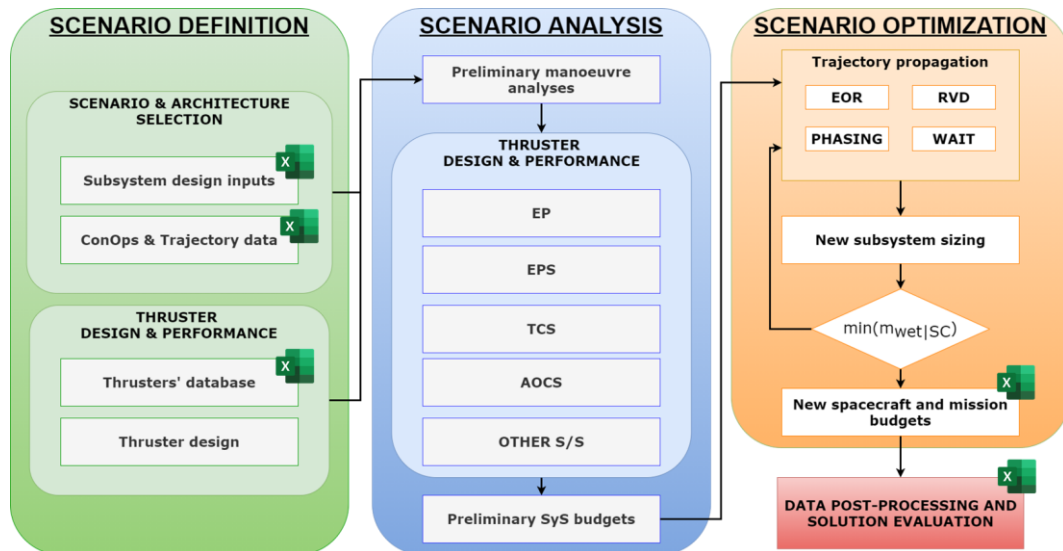 SCENARIO DEFINITION
SCENARIO & ARCHITECTURE
SELECTION
Subsystem design inputs
X
ConOps & Trajectory data
X
THRUSTER
DESIGN & PERFORMANCE
Thrusters' database
X
Thruster design
SCENARIO ANALYSIS
Preliminary manoeuvre
analyses
THRUSTER
DESIGN & PERFORMANCE
EP
EPS
TCS
AOCS
OTHER S/S
Preliminary SyS budgets
SCENARIO OPTIMIZATION
Trajectory propagation
EOR
RVD
PHASING
WAIT
New subsystem sizing
min(mwet|SC)
New spacecraft and mission
budgets
X
DATA POST-PROCESSING AND
SOLUTION EVALUATION
X